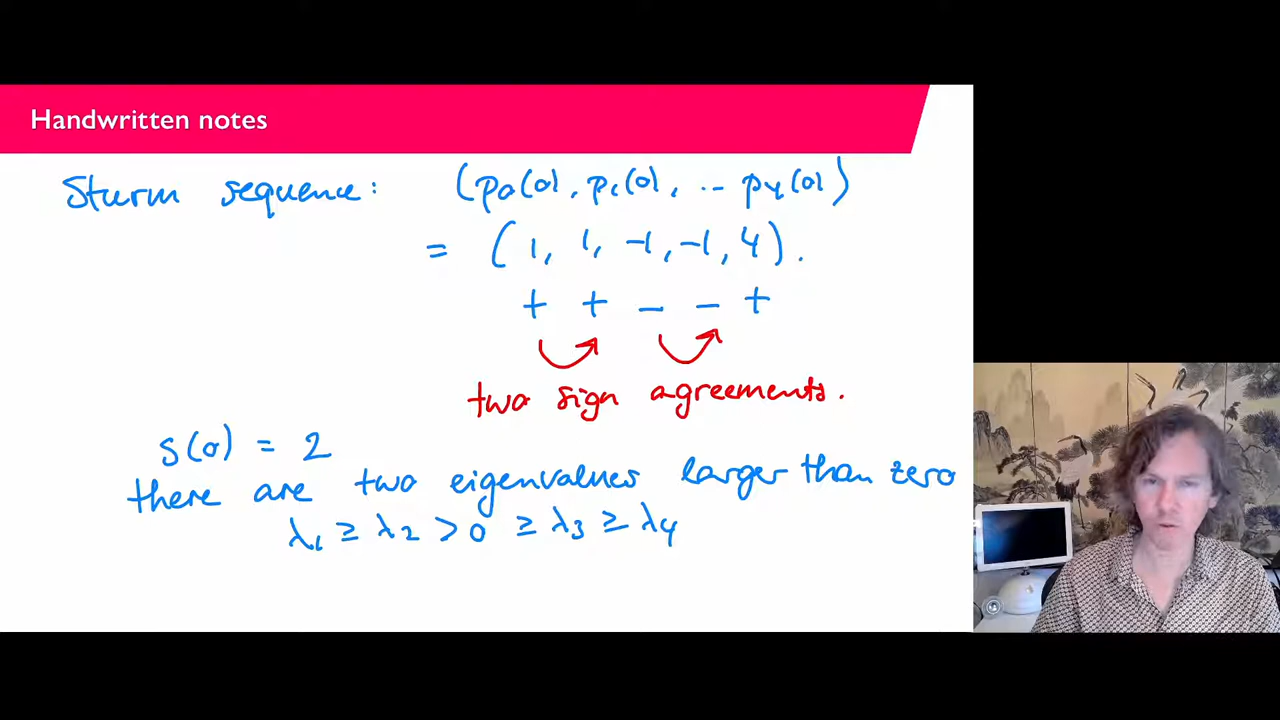 Handwritten notes
Sturm sequence: (p0(0), p1(0), .. p4(0))
= (1, 1, -1, -1, 4).
+ + - - +
two sign agreements.
s(0) = 2
there are two eigenvalues larger than zero
λ1 ≥ λ2 > 0 ≥ λ3 ≥ λ4